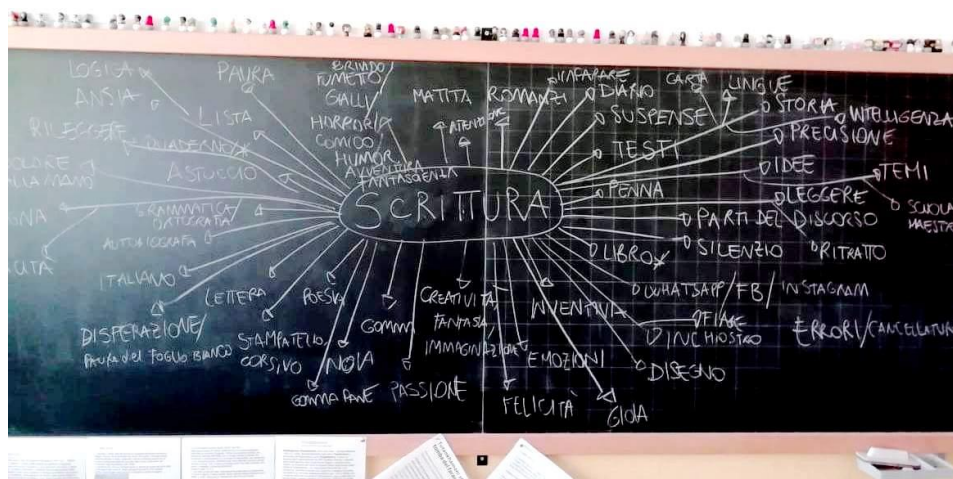 LOGICA
ANSIA
PAURA
LISTA
RILEGGERE
QUADERNO
ASTUCCIO
GRAMMATICA/
ORTOGRAFIA
AUTOBIOGRAFIA
ITALIANO
DISPERAZIONE/
PAURA del FOGLIO BIANCO
LETTERA
STAMPATELLO
CORSIVO
POESIA
NOIA
GOMMA PANE
GOMMA
PASSIONE
FUMETTO
GIALLI/
HORROR/
COMICO
HUMOR
AVVENTURA
FANTASCIENZA
MATITA
ROMANZI
SCRITTURA
IMPARARE
DIARIO
SUSPENSE
TESTI
PENNA
CARTA
LINGUE
STORIA
INTELLIGENZA
PRECISIONE
IDEE
TEMI
LEGGERE
SCUOLA
MAESTRA
PARTI DEL DISCORSO
SILENZIO
RITRATTO
LIBRO
WHATSAPP/FB/INSTAGRAM
FRASE
INCHIOSTRO
ERRORI/CANCELLATURE
DISEGNO
INVENTIVA
CREATIVITÀ/
FANTASIA/
IMMAGINAZIONE
EMOZIONI
FELICITÀ
GIOIA